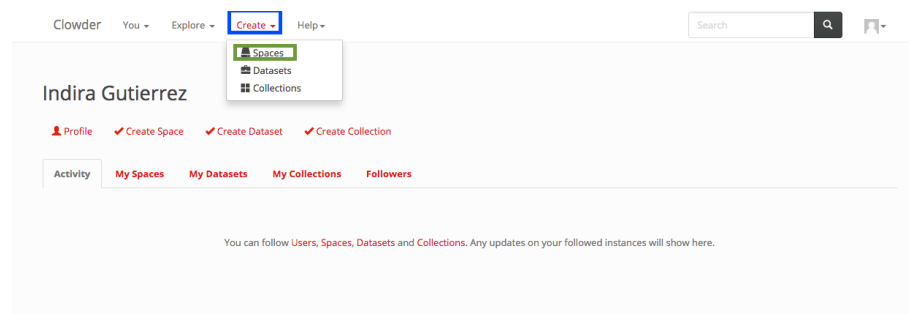 Clowder You Explore Create Help Search
Spaces
Datasets
Collections
Indira Gutierrez
Profile Create Space Create Dataset Create Collection
Activity My Spaces My Datasets My Collections Followers
You can follow Users, Spaces, Datasets and Collections. Any updates on your followed instances will show here.